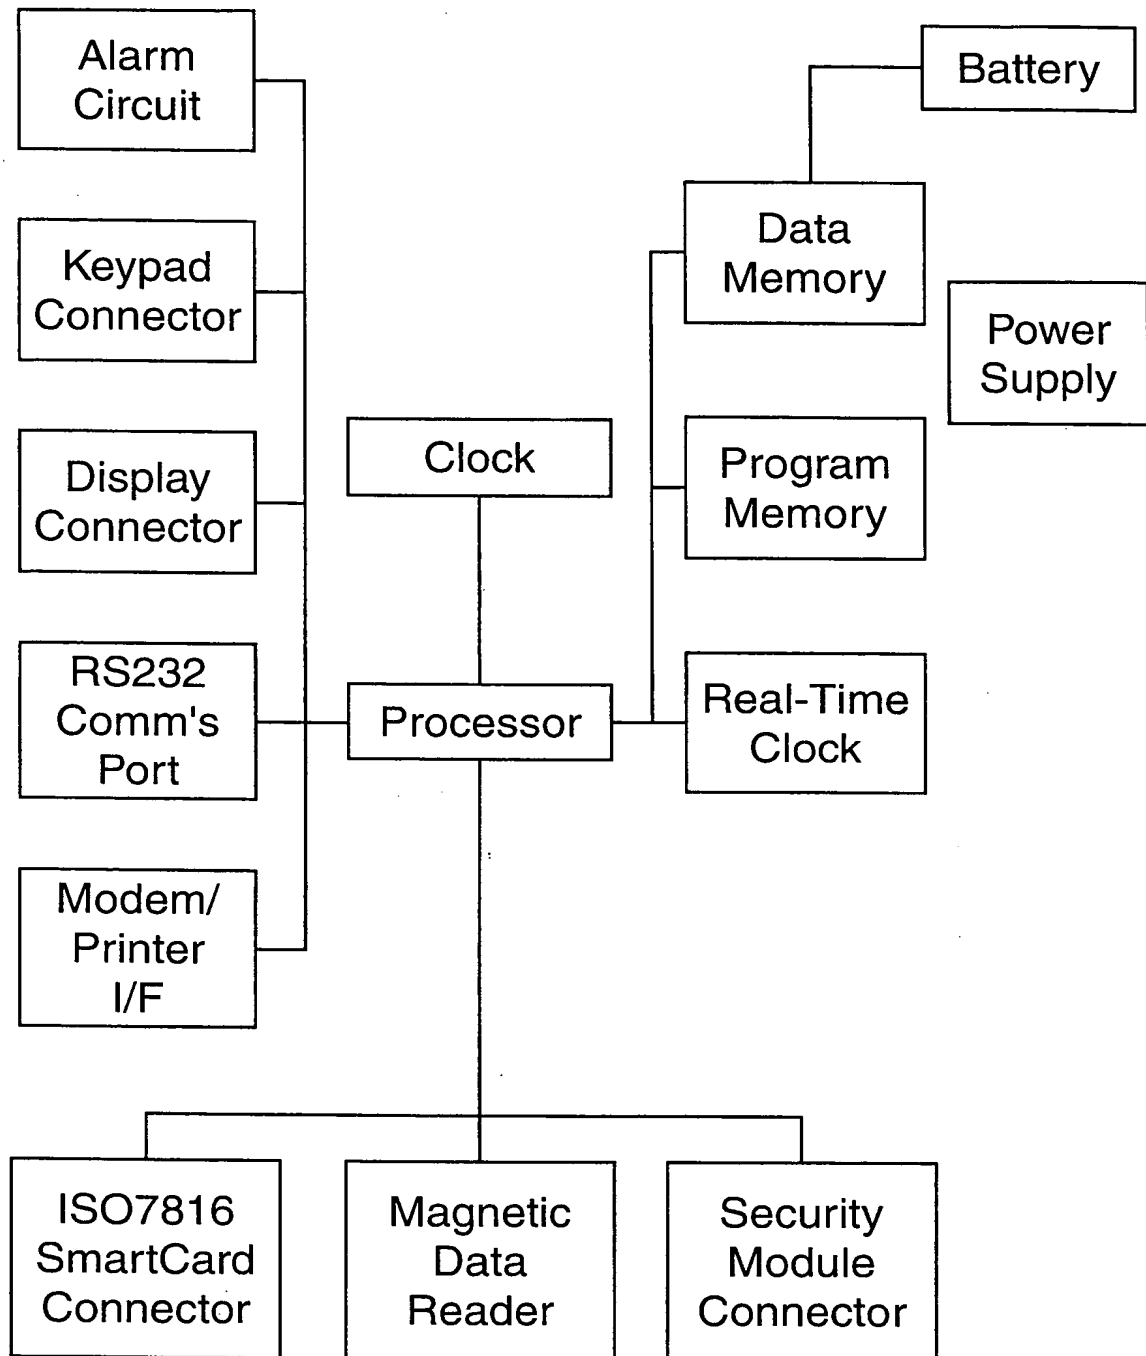 Alarm
Circuit
Battery
Keypad
Connector
Data
Memory
Power
Supply
Display
Connector
Clock
Program
Memory
RS232
Comm's
Port
Processor
Real-Time
Clock
Modem/
Printer
I/F
ISO7816
SmartCard
Connector
Magnetic
Data
Reader
Security
Module
Connector